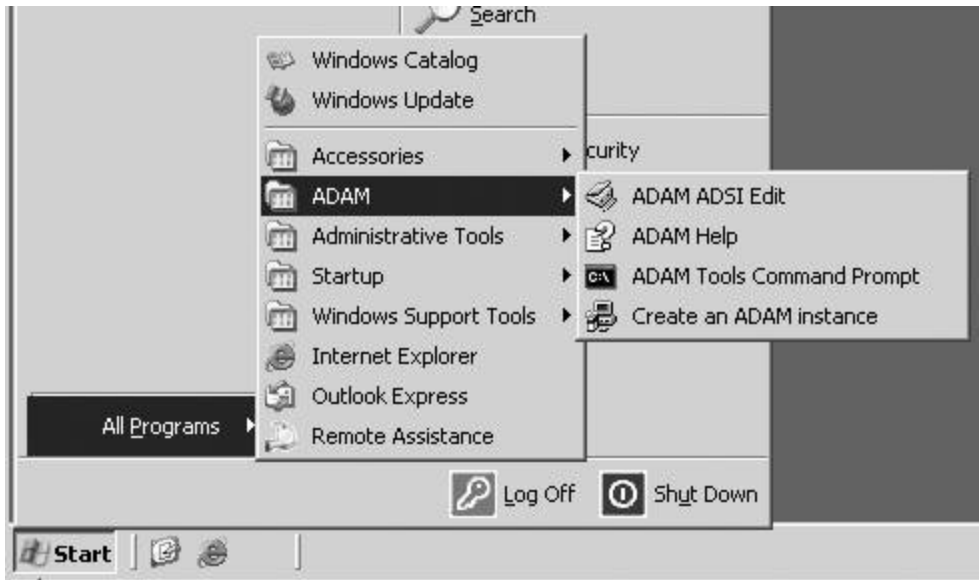 Search
Windows Catalog
Windows Update
Accessories
curity
ADAM
ADAM ADSI Edit
Administrative Tools
ADAM Help
Startup
ADAM Tools Command Prompt
Windows Support Tools
Create an ADAM instance
Internet Explorer
Outlook Express
All Programs
Remote Assistance
Log Off
Shut Down
Start